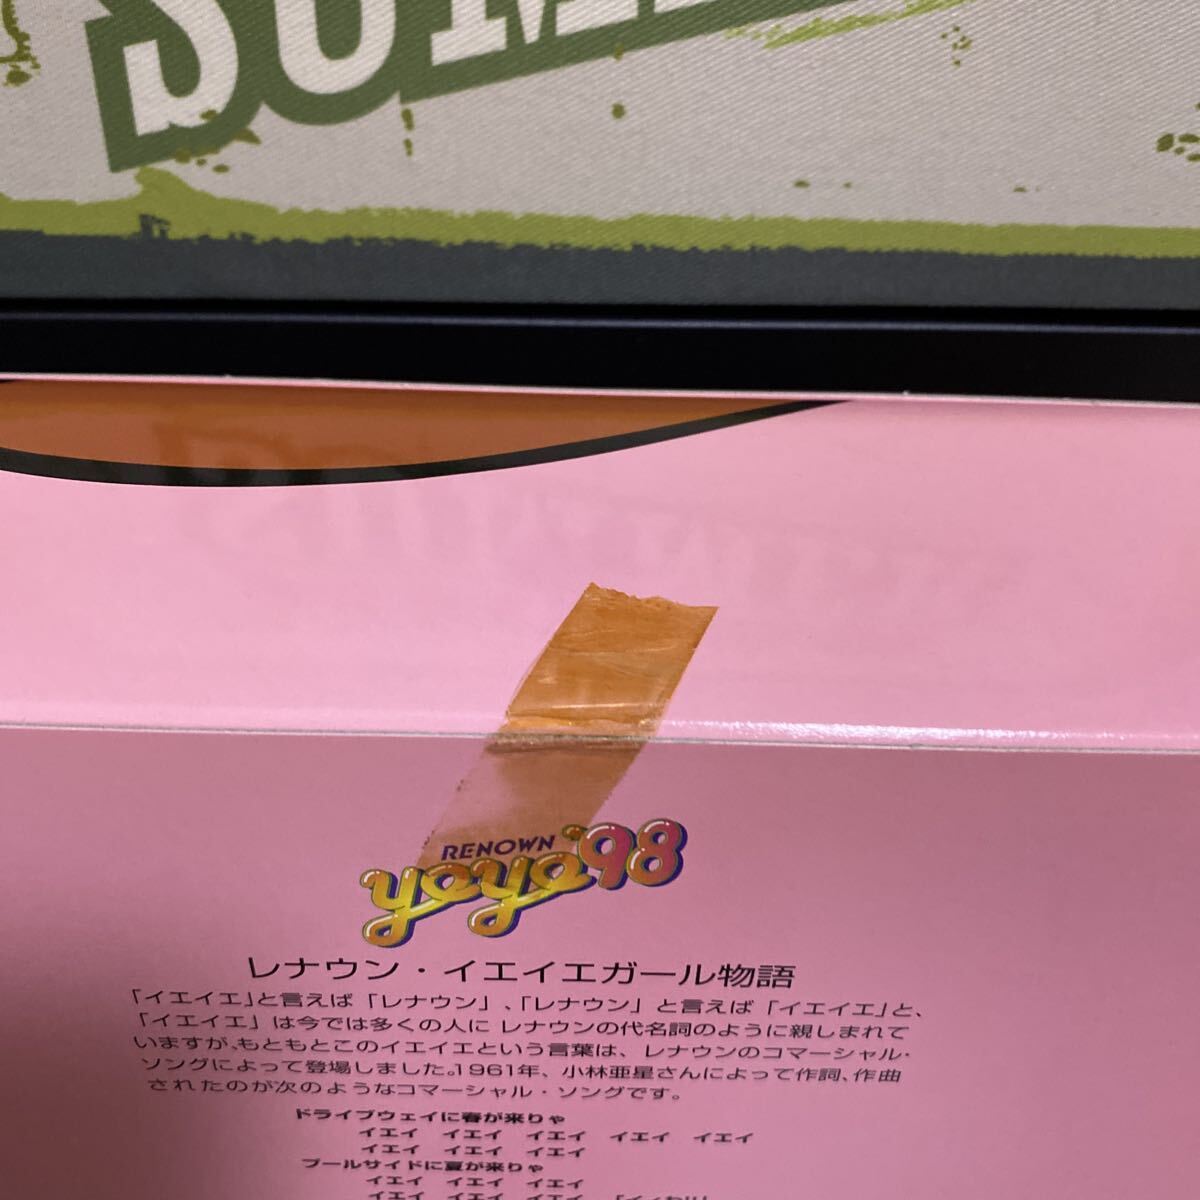 RENOWN
yeye'98
レナウン・イエイエガール物語
「イエイエ」と言えば「レナウン」、「レナウン」と言えば「イエイエ」と、
「イエイエ」は今では多くの人に レナウンの代名詞のように親しまれて
いますが、もともとこのイエイエという言葉は、レナウンのコマーシャル・
ソングによって登場しました。1961年、小林亜星さんによって作詞、作曲
されたのが次のようなコマーシャル・ソングです。
ドライブウェイに春が来りゃ
イエイ イエイ イエイ イエイ イエイ
イエイ イエイ イエイ
プールサイドに夏が来りゃ
イエイ イエイ イエイ
イエイ イエイ イエイ